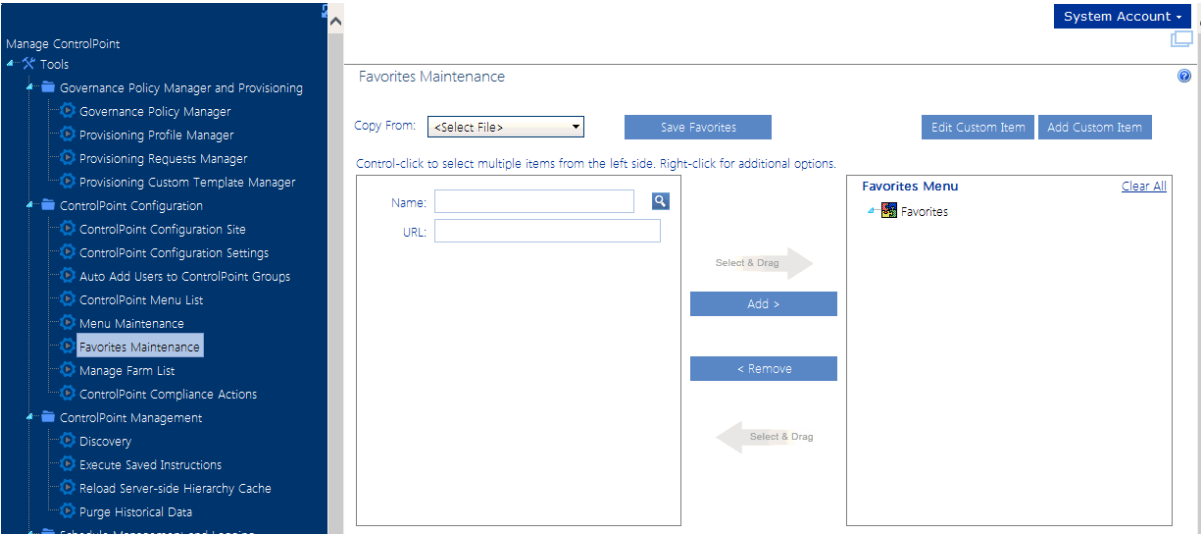 System Account
Manage ControlPoint
Tools
Governance Policy Manager and Provisioning
Governance Policy Manager
Provisioning Profile Manager
Provisioning Requests Manager
Provisioning Custom Template Manager
ControlPoint Configuration
ControlPoint Configuration Site
ControlPoint Configuration Settings
Auto Add Users to ControlPoint Groups
ControlPoint Menu List
Menu Maintenance
Favorites Maintenance
Manage Farm List
ControlPoint Compliance Actions
ControlPoint Management
Discovery
Execute Saved Instructions
Reload Server-side Hierarchy Cache
Purge Historical Data
Schedule Management and Logging
Favorites Maintenance
Copy From: <Select File> Save Favorites Edit Custom Item Add Custom Item
Control-click to select multiple items from the left side. Right-click for additional options.
Name:
URL:
Select & Drag
Add >
< Remove
Select & Drag
Favorites Menu Clear All
Favorites